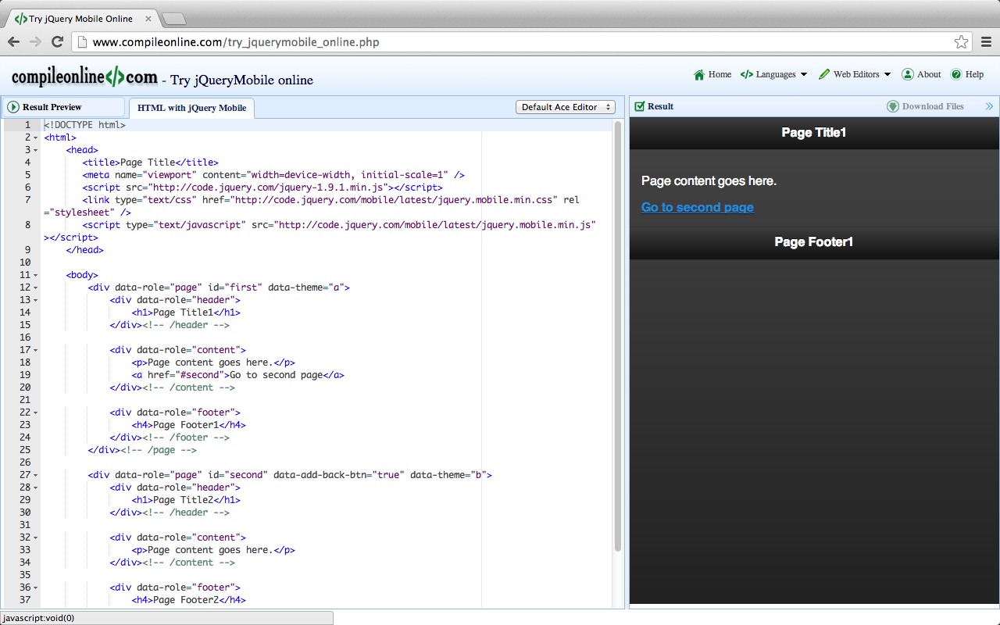 Try jQuery Mobile Online
www.compileonline.com/try_jquerymobile_online.php
compileonline</>com - Try jQueryMobile online
Home </> Languages Web Editors About Help
Result Preview HTML with jQuery Mobile Default Ace Editor
1 <!DOCTYPE html>
2 <html>
3 <head>
4 <title>Page Title</title>
5 <meta name="viewport" content="width=device-width, initial-scale=1" />
6 <script src="http://code.jquery.com/jquery-1.9.1.min.js"></script>
7 <link type="text/css" href="http://code.jquery.com/mobile/latest/jquery.mobile.min.css" rel
="stylesheet" />
8 <script type="text/javascript" src="http://code.jquery.com/mobile/latest/jquery.mobile.min.js"
></script>
9 </head>
10
11 <body>
12 <div data-role="page" id="first" data-theme="a">
13 <div data-role="header">
14 <h1>Page Title1</h1>
15 </div><!-- /header -->
16
17 <div data-role="content">
18 <p>Page content goes here.</p>
19 <a href="#second">Go to second page</a>
20 </div><!-- /content -->
21
22 <div data-role="footer">
23 <h4>Page Footer1</h4>
24 </div><!-- /footer -->
25 </div><!-- /page -->
26
27 <div data-role="page" id="second" data-add-back-btn="true" data-theme="b">
28 <div data-role="header">
29 <h1>Page Title2</h1>
30 </div><!-- /header -->
31
32 <div data-role="content">
33 <p>Page content goes here.</p>
34 </div><!-- /content -->
35
36 <div data-role="footer">
37 <h4>Page Footer2</h4>
Result Download Files
Page Title1
Page content goes here.
Go to second page
Page Footer1
javascript:void(0)